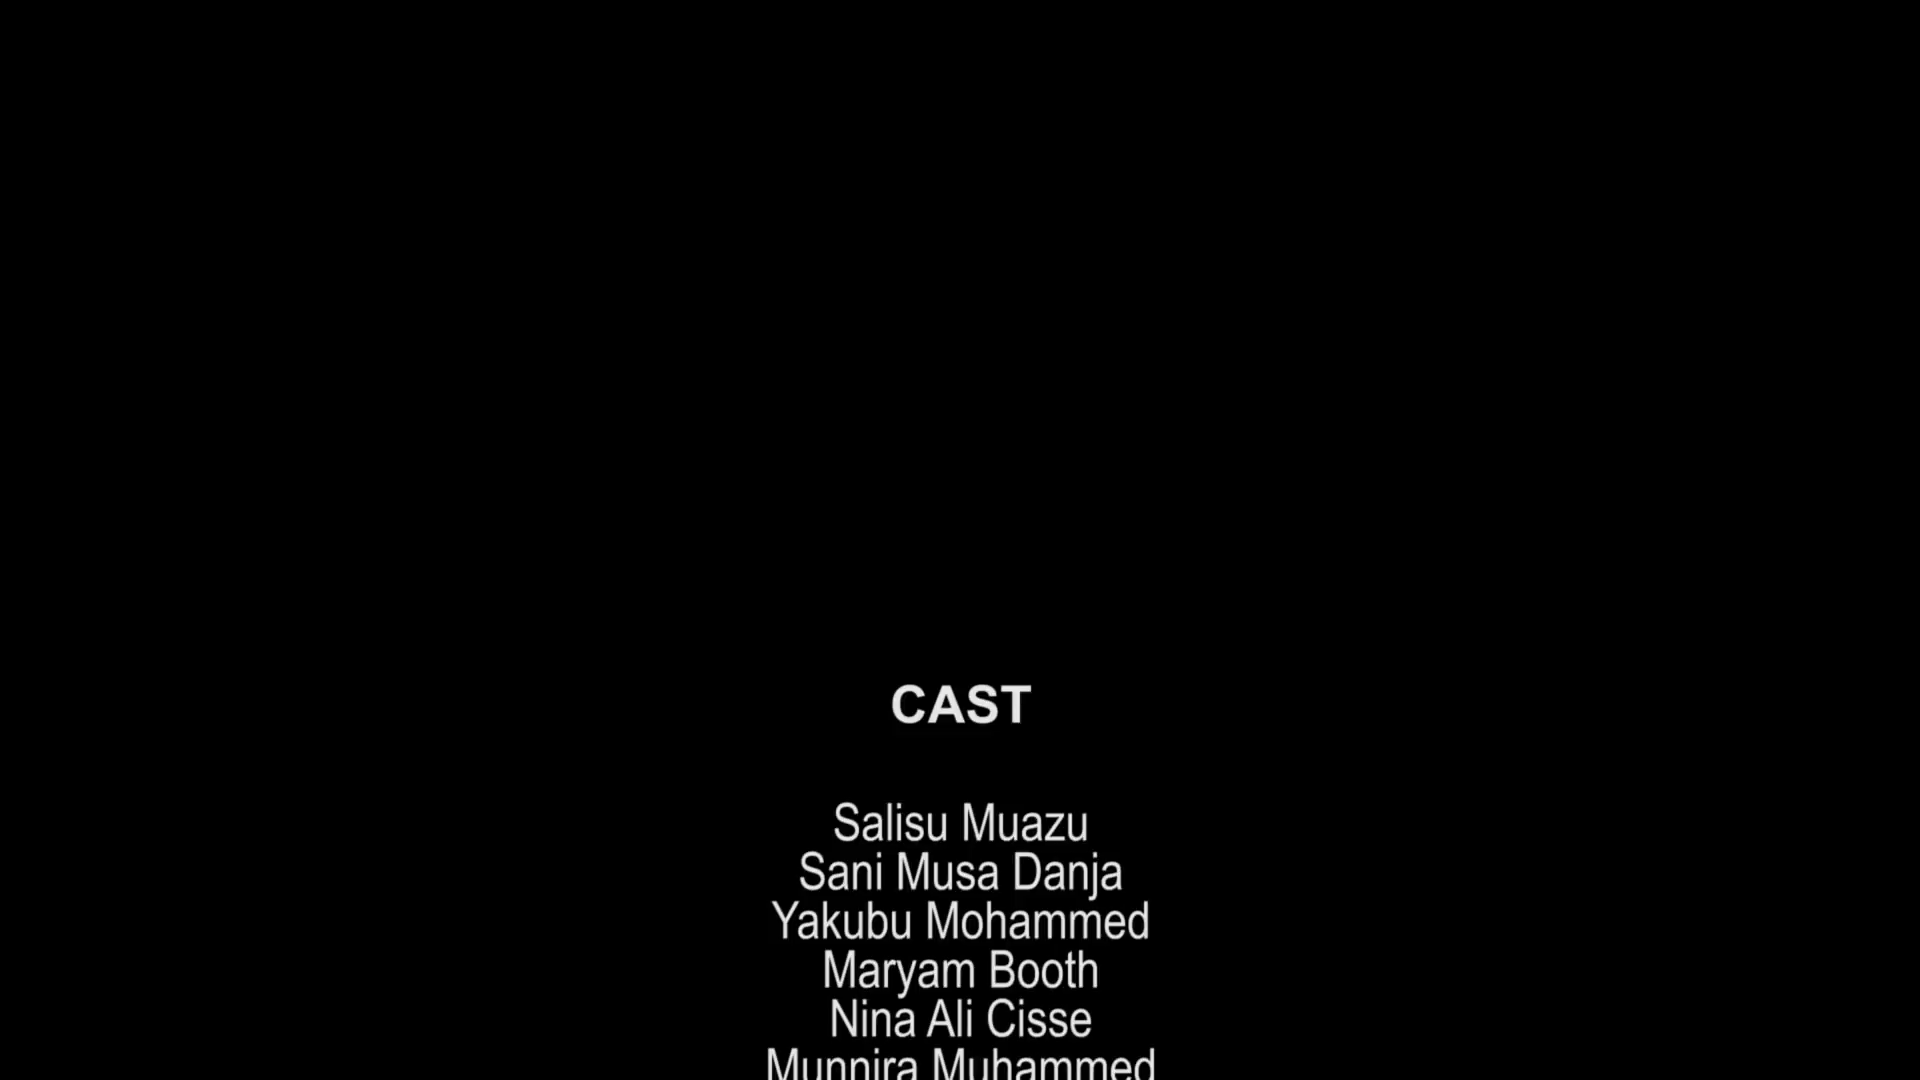 CAST
Salisu Muazu
Sani Musa Danja
Yakubu Mohammed
Maryam Booth
Nina Ali Cisse
Munnira Muhammed